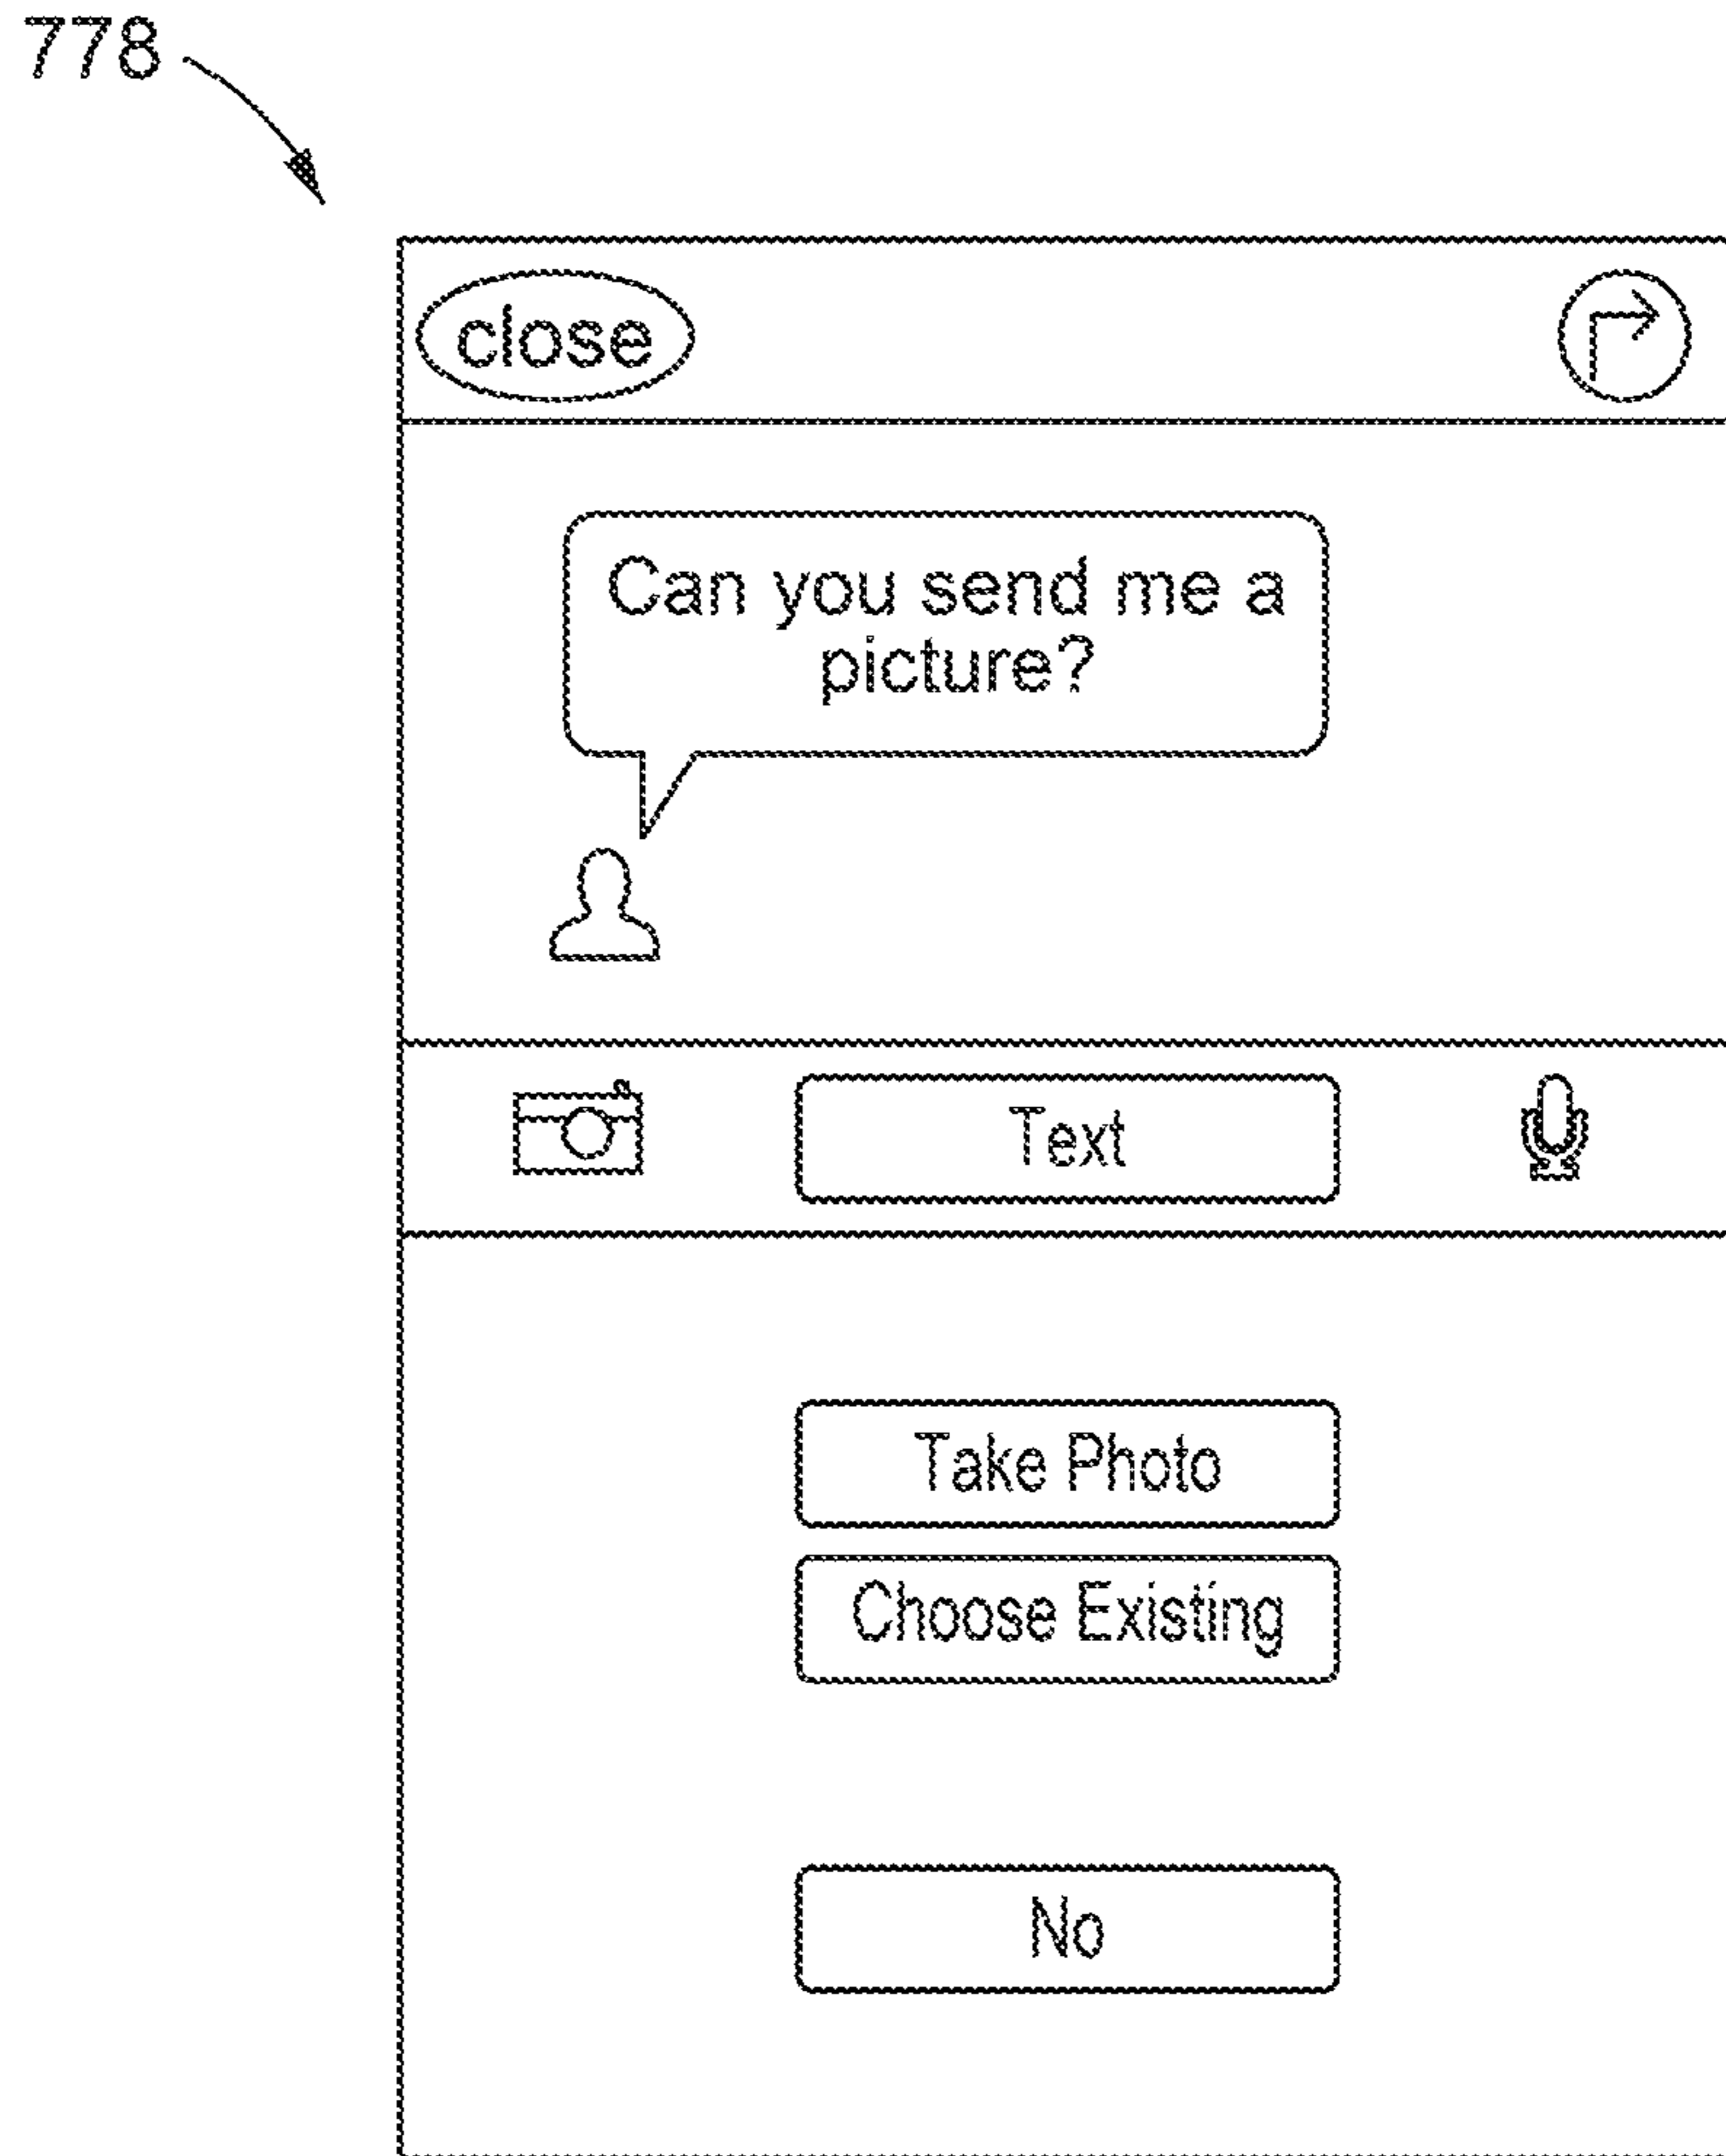 778
close
Can you send me a
picture?
Text
Take Photo
Choose Existing
No